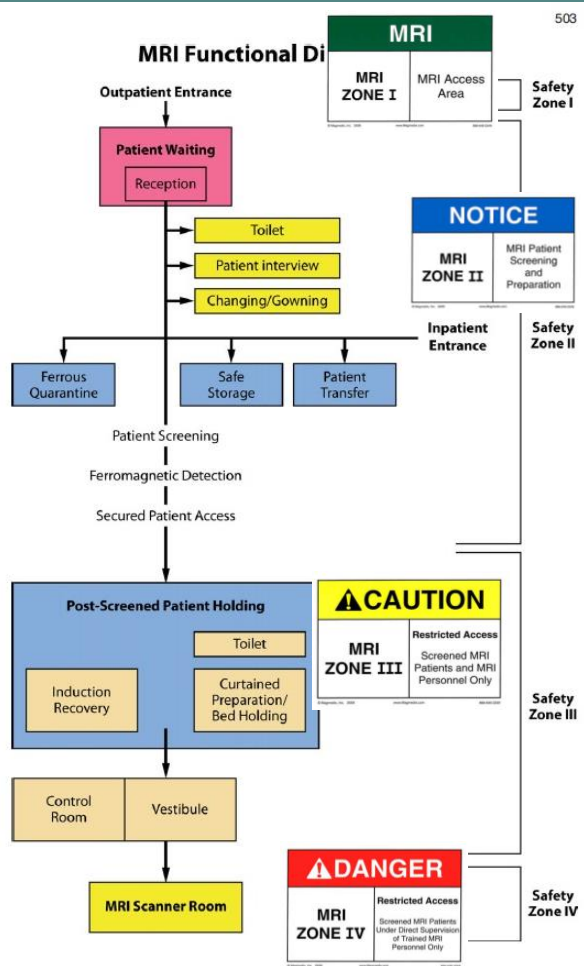 503
MRI Functional Di
MRI
MRI
ZONE I
MRI Access
Area
Safety
Zone I
Outpatient Entrance
Patient Waiting
Reception
Toilet
Patient interview
Changing/Gowning
NOTICE
MRI
ZONE II
MRI Patient
Screening
and
Preparation
Inpatient
Entrance
Safety
Zone II
Ferrous
Quarantine
Safe
Storage
Patient
Transfer
Patient Screening
Ferromagnetic Detection
Secured Patient Access
Post-Screened Patient Holding
Toilet
Induction
Recovery
Curtained
Preparation/
Bed Holding
CAUTION
MRI
ZONE III
Restricted Access
Screened MRI
Patients and MRI
Personnel Only
Safety
Zone III
Control
Room
Vestibule
MRI Scanner Room
DANGER
MRI
ZONE IV
Restricted Access
Screened MRI Patients
Under Direct Supervision
of Trained MRI
Personnel Only
Safety
Zone IV